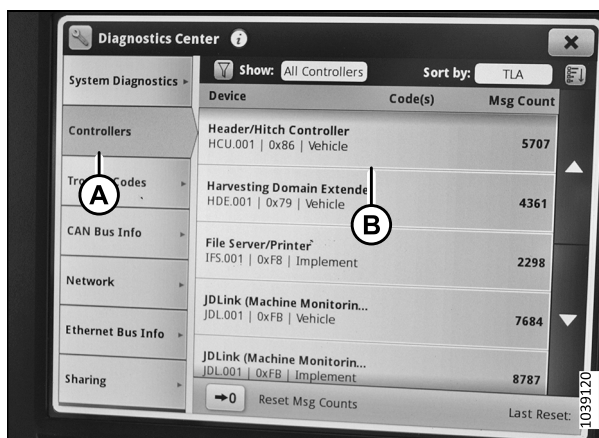 Diagnostics Center i
System Diagnostics
Show: All Controllers Sort by: TLA
Device Code(s) Msg Count
Controllers
Header/Hitch Controller
HCU.001 | 0x86 | Vehicle 5707
A
Codes
Harvesting Domain Extende
HDE.001 | 0x79 | Vehicle 4361
B
CAN Bus Info
File Server/Printer
IFS.001 | 0xF8 | Implement 2298
Network
JDLink (Machine Monitorin...
JDL.001 | 0xFB | Vehicle 7684
Ethernet Bus Info
JDLink (Machine Monitorin...
JDL.001 | 0xFB | Implement 8787
Sharing
→0 Reset Msg Counts Last Reset:
1039120